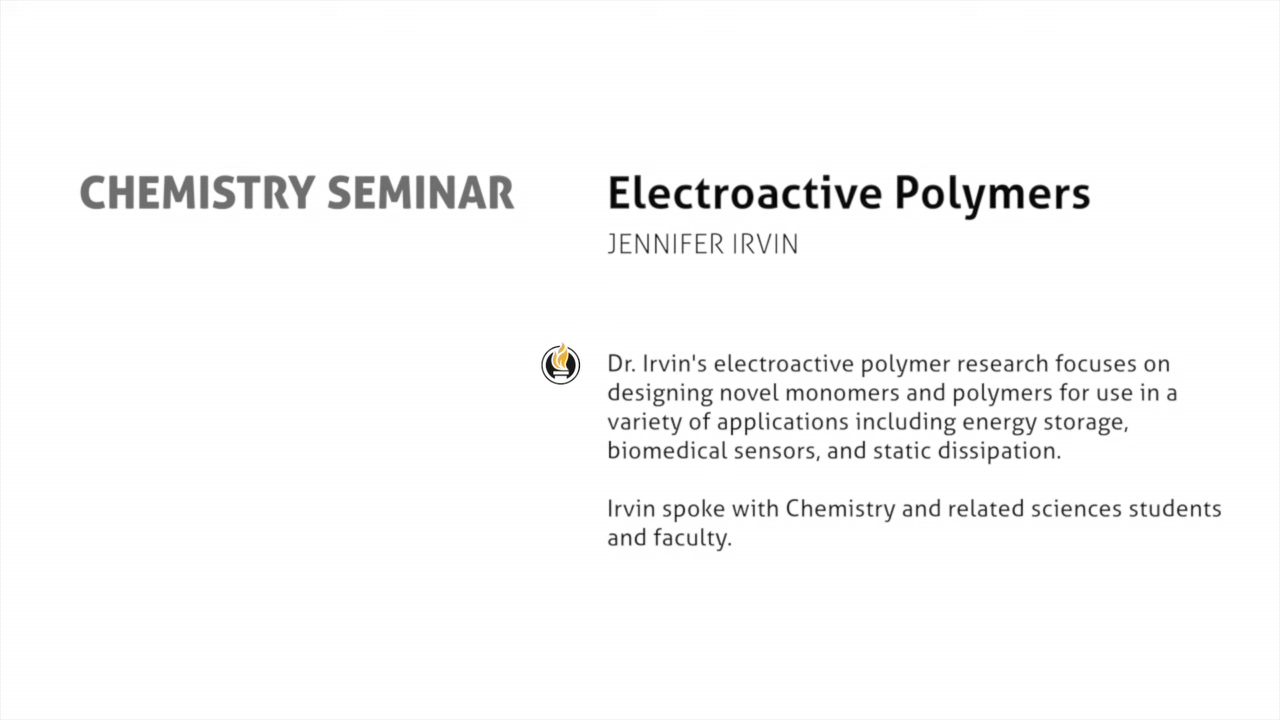 CHEMISTRY SEMINAR
Electroactive Polymers
JENNIFER IRVIN
Dr. Irvin's electroactive polymer research focuses on
designing novel monomers and polymers for use in a
variety of applications including energy storage,
biomedical sensors, and static dissipation.
Irvin spoke with Chemistry and related sciences students
and faculty.